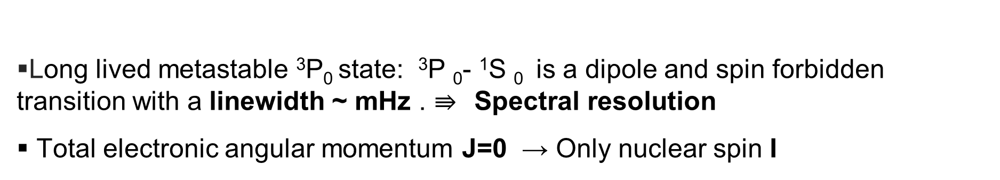 ▪Long lived metastable ³P₀ state: ³P ₀- ¹S ₀ is a dipole and spin forbidden
transition with a linewidth ~ mHz . ⇛ Spectral resolution
▪ Total electronic angular momentum J=0 → Only nuclear spin I